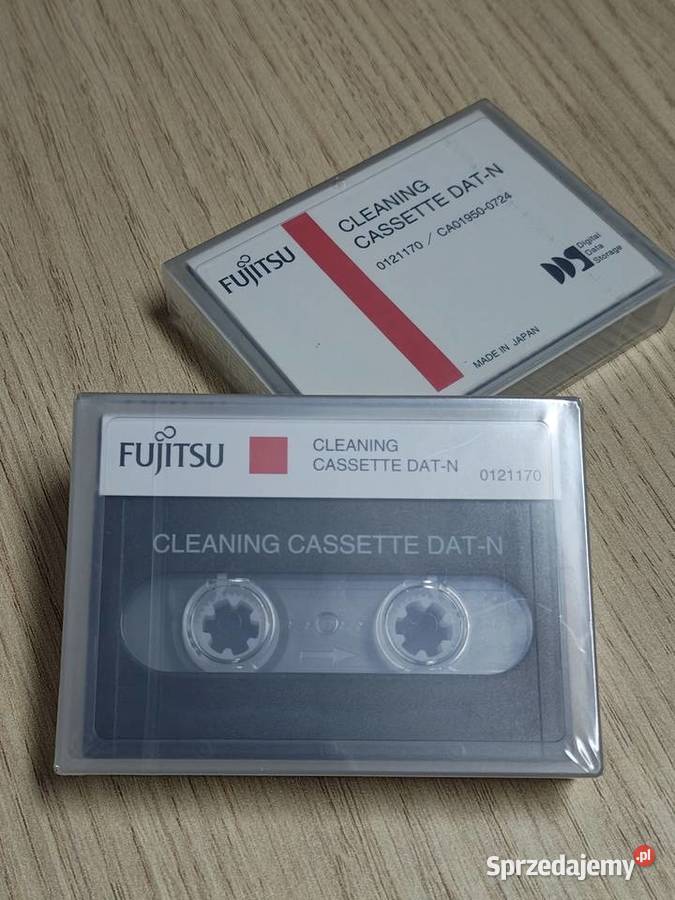 FUJITSU
CLEANING
CASSETTE DAT-N
0121170 / CA01950-0724
DDS
Digital
Data
Storage
MADE IN JAPAN
FUJITSU
CLEANING
CASSETTE DAT-N
0121170
CLEANING CASSETTE DAT-N
Sprzedajemy.pl